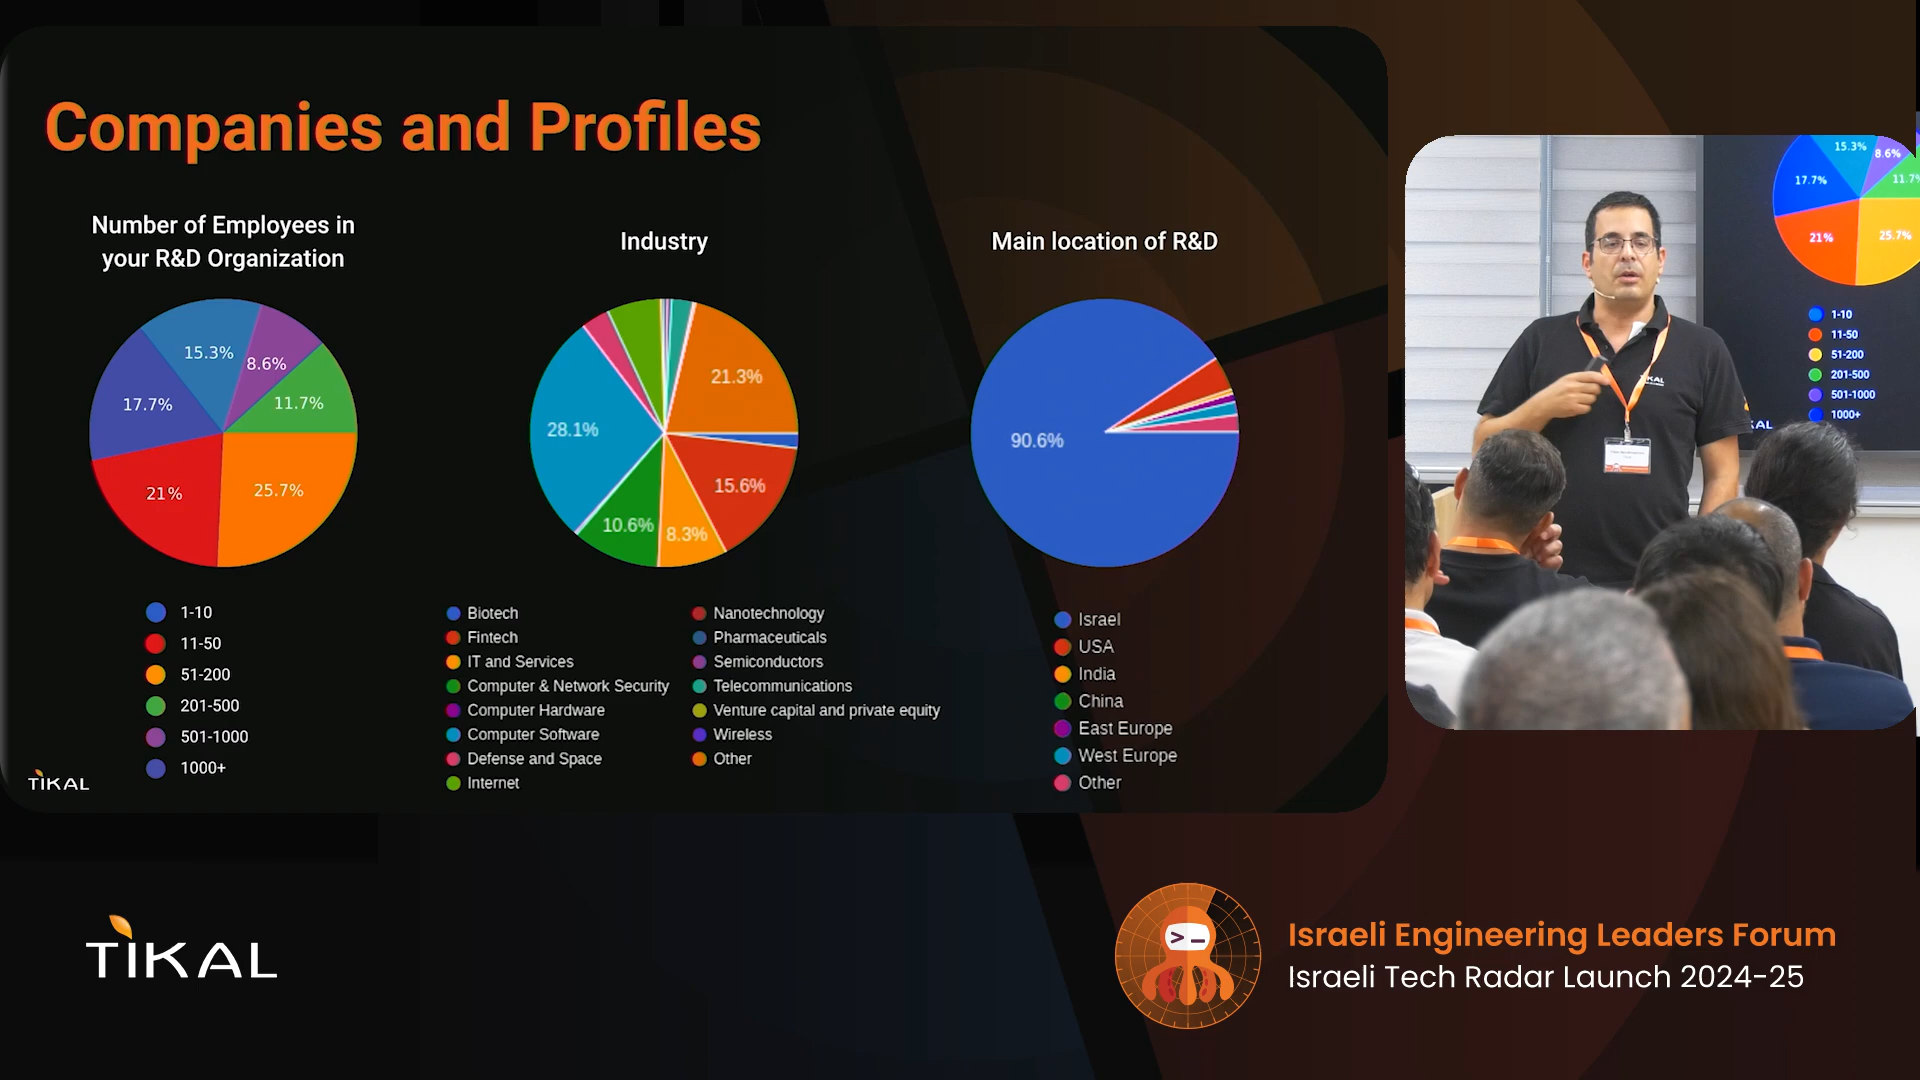 Companies and Profiles
Number of Employees in
your R&D Organization
15.3%
8.6%
17.7%
11.7%
21%
25.7%
1-10
11-50
51-200
201-500
501-1000
1000+
Industry
21.3%
28.1%
15.6%
10.6%
8.3%
Biotech
Fintech
IT and Services
Computer & Network Security
Computer Hardware
Computer Software
Defense and Space
Internet
Nanotechnology
Pharmaceuticals
Semiconductors
Telecommunications
Venture capital and private equity
Wireless
Other
Main location of R&D
90.6%
Israel
USA
India
China
East Europe
West Europe
Other
TIKAL
15.3%
8.6%
17.7%
11.7%
21%
25.7%
1-10
11-50
51-200
201-500
501-1000
1000+
TIKAL
KAL
TIKAL
>_
Israeli Engineering Leaders Forum
Israeli Tech Radar Launch 2024-25